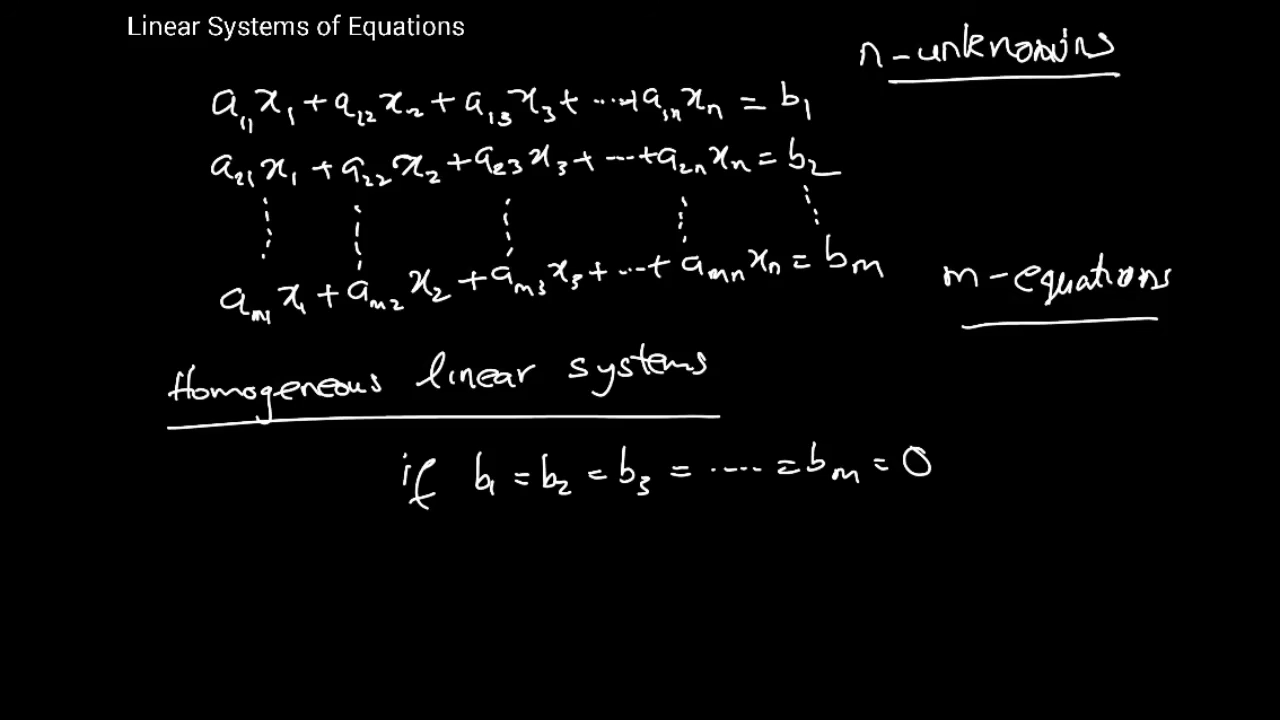 Linear Systems of Equations
n-unknowns
a₁₁x₁ + a₁₂x₂ + a₁₃x₃ + ....+ a₁ₙxₙ = b₁
a₂₁x₁ + a₂₂x₂ + a₂₃x₃ + ....+ a₂ₙxₙ = b₂
aₘ₁x₁ + aₘ₂x₂ + aₘ₃x₃ + ....+ aₘₙxₙ = bₘ
m-equations
Homogeneous linear systems
if b₁ = b₂ = b₃ = ..... = bₘ = 0